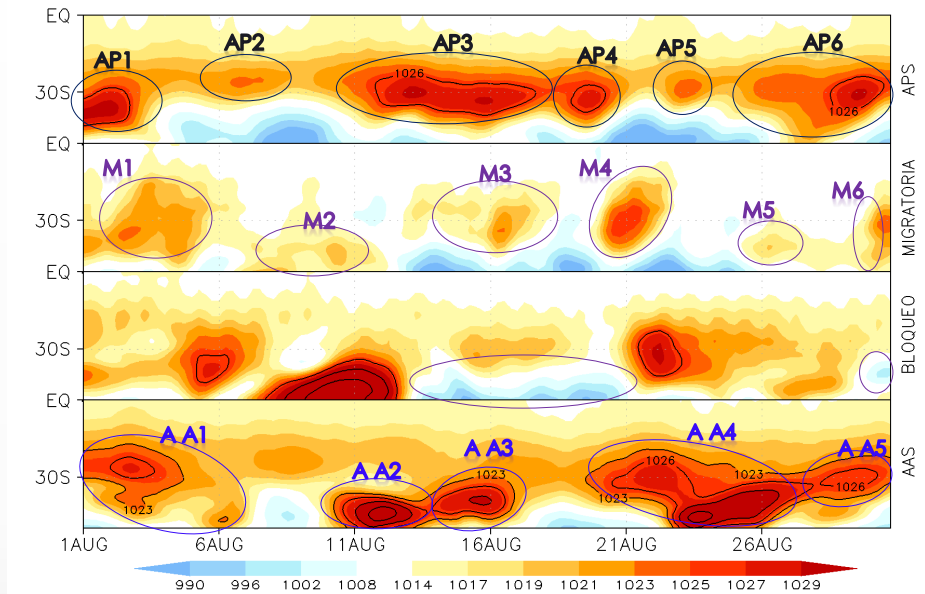 EQ
AP1
AP2
AP3
AP4
AP5
AP6
1026
1026
30S
APS
EQ
M1
M2
M3
M4
M5
M6
30S
MIGRATORIA
EQ
30S
BLOQUEO
EQ
A A1
A A2
A A3
A A4
A A5
1023
1023
1026
1023
1023
1026
30S
AAS
1AUG
6AUG
11AUG
16AUG
21AUG
26AUG
990
996
1002
1008
1014
1017
1019
1021
1023
1025
1027
1029